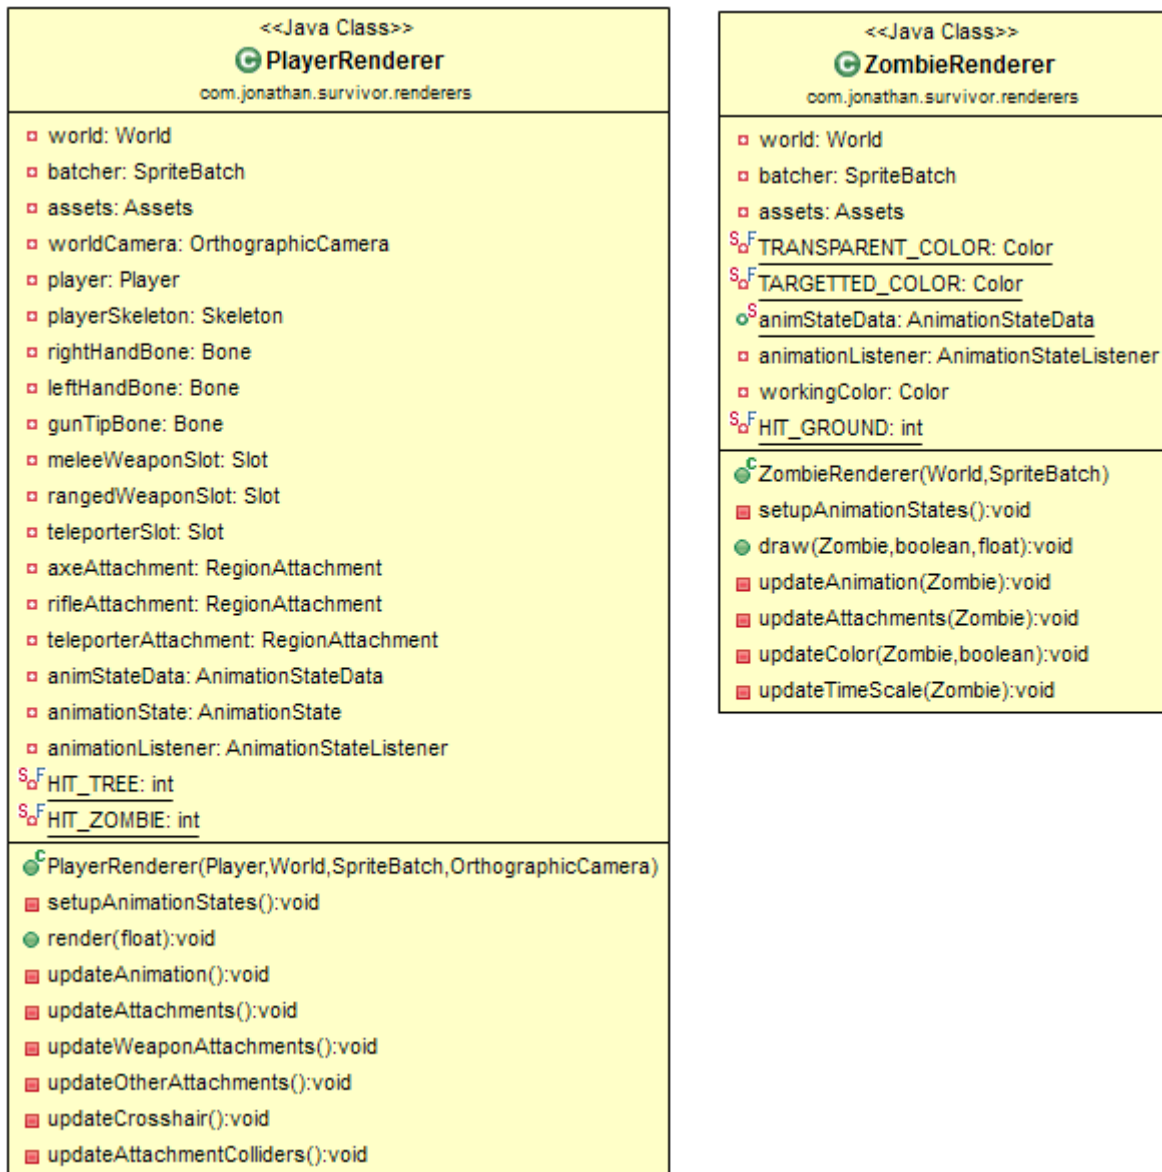 <<Java Class>>
PlayerRenderer
com.jonathan.survivor.renderers
world: World
batcher: SpriteBatch
assets: Assets
worldCamera: OrthographicCamera
player: Player
playerSkeleton: Skeleton
rightHandBone: Bone
leftHandBone: Bone
gunTipBone: Bone
meleeWeaponSlot: Slot
rangedWeaponSlot: Slot
teleporterSlot: Slot
axeAttachment: RegionAttachment
rifleAttachment: RegionAttachment
teleporterAttachment: RegionAttachment
animStateData: AnimationStateData
animationState: AnimationState
animationListener: AnimationStateListener
S F HIT_TREE: int
S F HIT_ZOMBIE: int
C PlayerRenderer(Player,World,SpriteBatch,OrthographicCamera)
setupAnimationStates():void
render(float):void
updateAnimation():void
updateAttachments():void
updateWeaponAttachments():void
updateOtherAttachments():void
updateCrosshair():void
updateAttachmentColliders():void
<<Java Class>>
ZombieRenderer
com.jonathan.survivor.renderers
world: World
batcher: SpriteBatch
assets: Assets
S F TRANSPARENT_COLOR: Color
S F TARGETTED_COLOR: Color
S animStateData: AnimationStateData
animationListener: AnimationStateListener
workingColor: Color
S F HIT_GROUND: int
C ZombieRenderer(World,SpriteBatch)
setupAnimationStates():void
draw(Zombie,boolean,float):void
updateAnimation(Zombie):void
updateAttachments(Zombie):void
updateColor(Zombie,boolean):void
updateTimeScale(Zombie):void